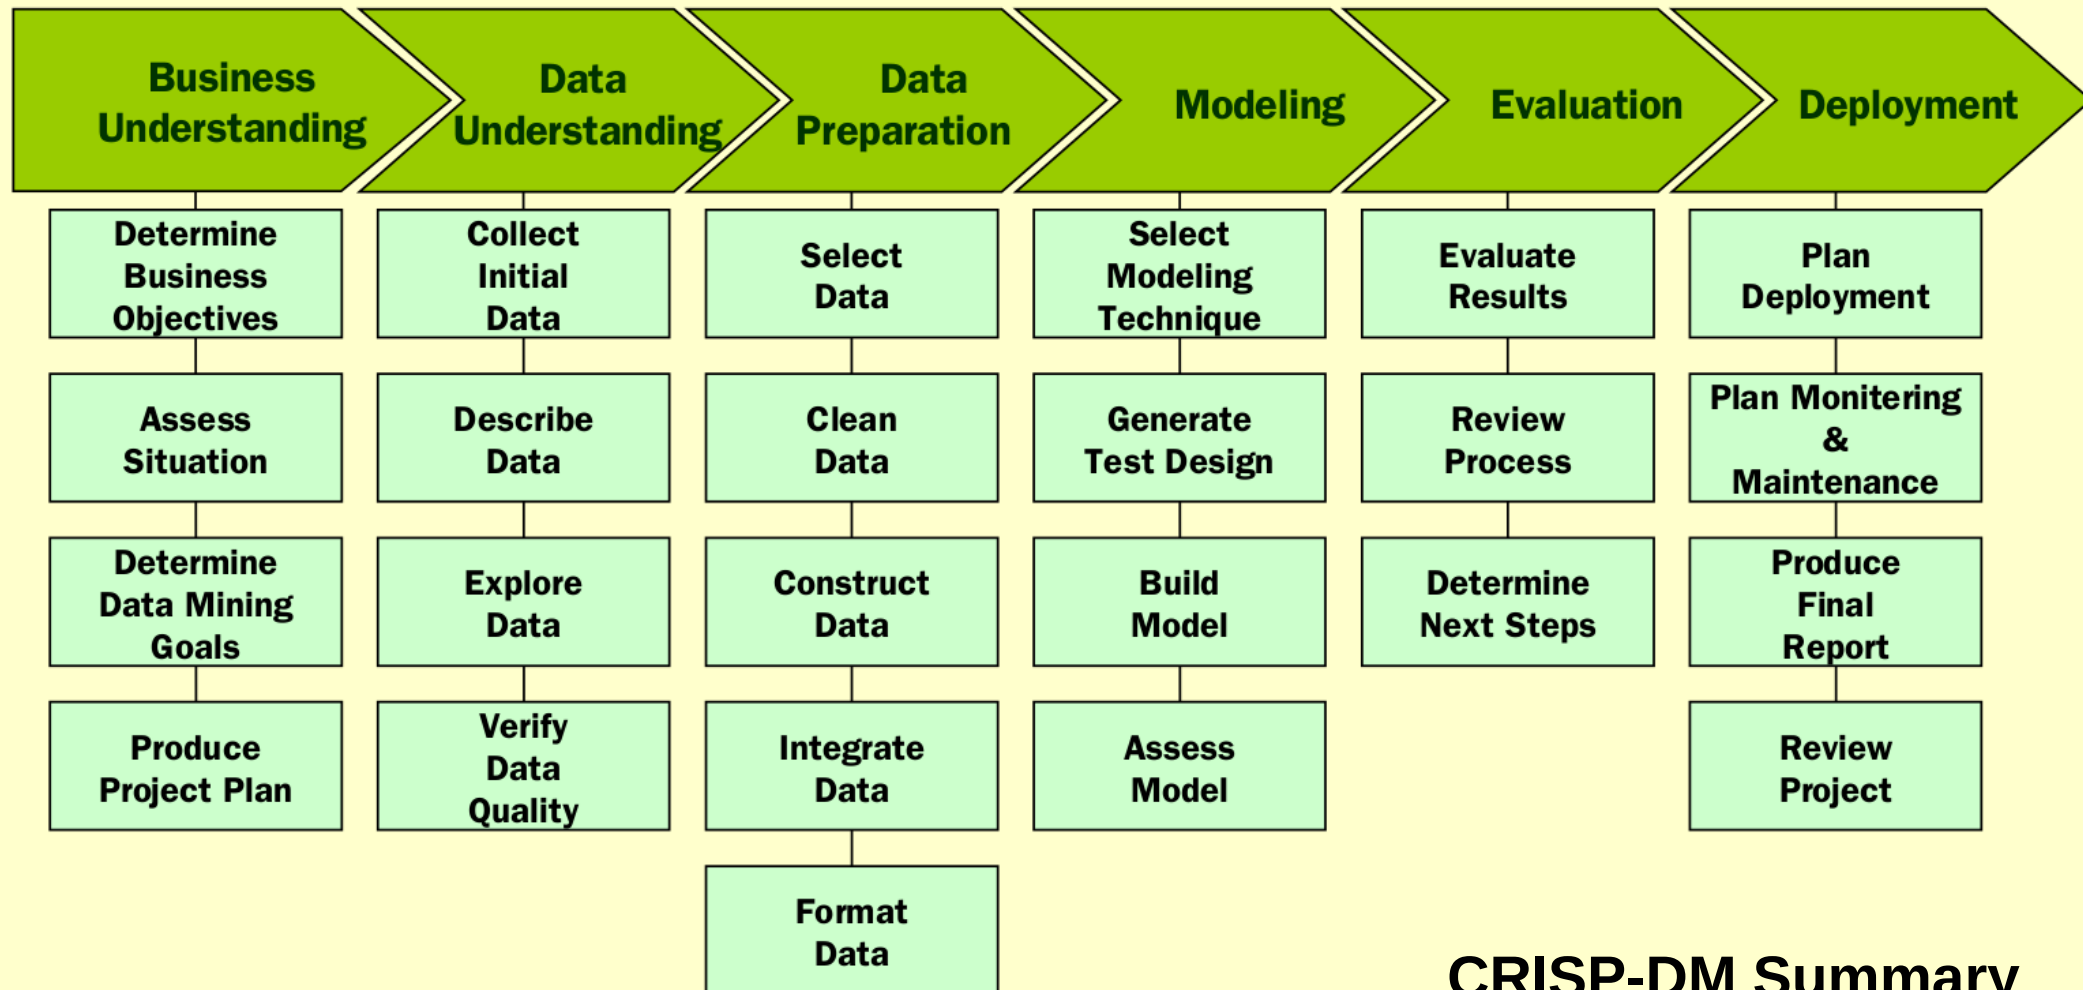 Business
Understanding
Data
Understanding
Data
Preparation
Modeling
Evaluation
Deployment
Determine
Business
Objectives
Assess
Situation
Determine
Data Mining
Goals
Produce
Project Plan
Collect
Initial
Data
Describe
Data
Explore
Data
Verify
Data
Quality
Select
Data
Clean
Data
Construct
Data
Integrate
Data
Format
Data
Select
Modeling
Technique
Generate
Test Design
Build
Model
Assess
Model
Evaluate
Results
Review
Process
Determine
Next Steps
Plan
Deployment
Plan Monitering
&
Maintenance
Produce
Final
Report
Review
Project
CRISP-DM Summary